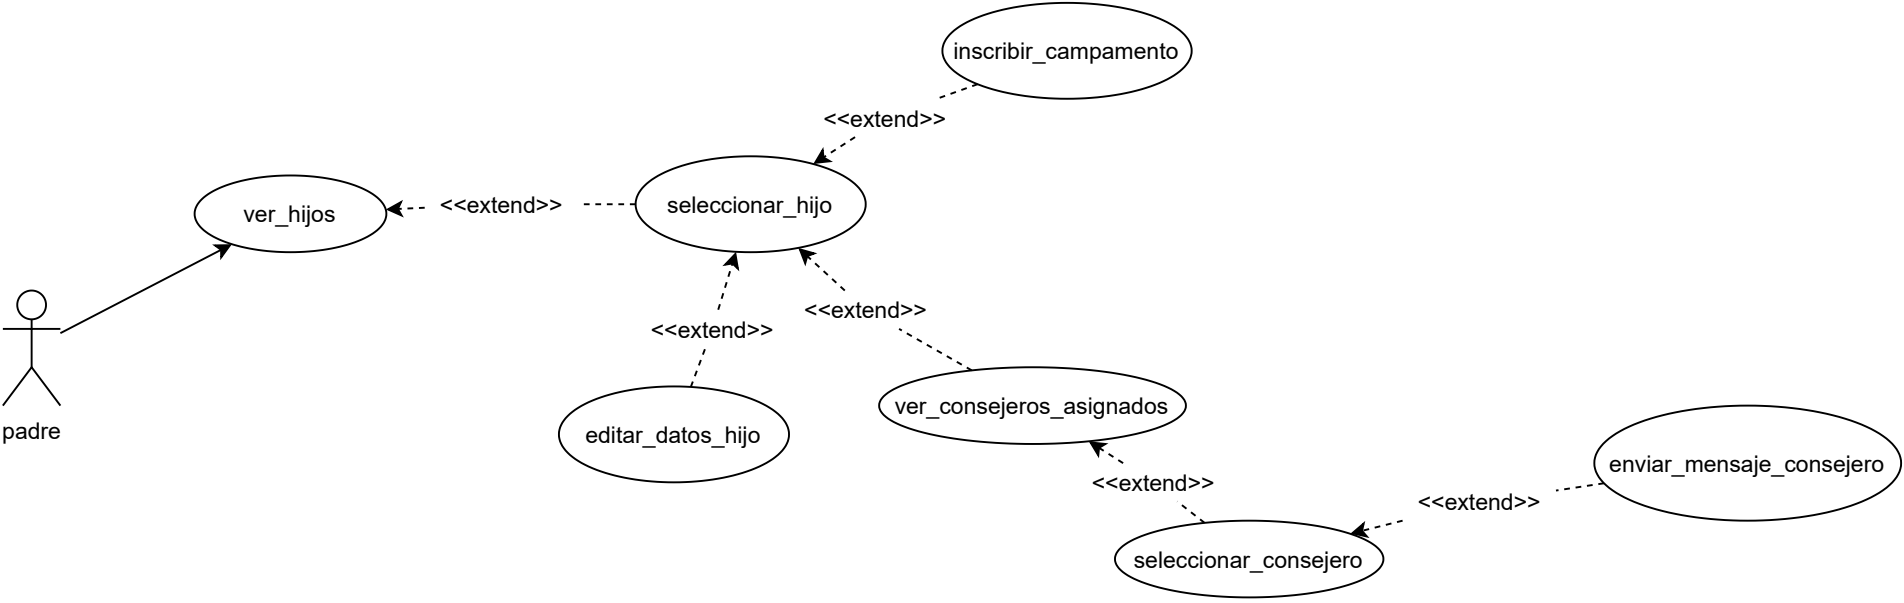 inscribir_campamento
<<extend>>
ver_hijos
<<extend>>
seleccionar_hijo
<<extend>>
<<extend>>
padre
editar_datos_hijo
ver_consejeros_asignados
<<extend>>
seleccionar_consejero
<<extend>>
enviar_mensaje_consejero